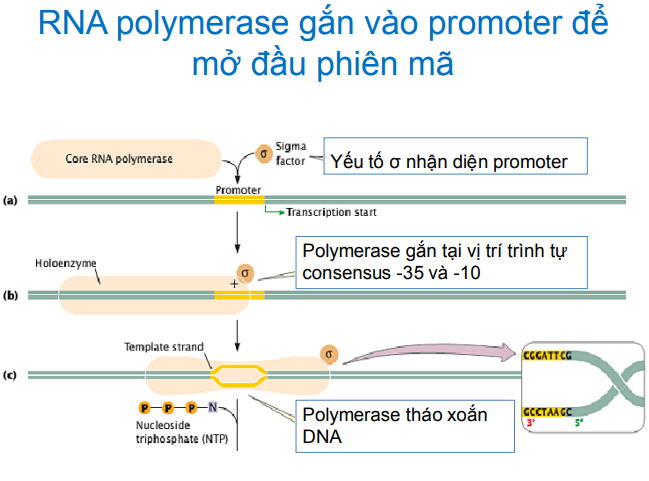 RNA polymerase gắn vào promoter để
mở đầu phiên mã
Core RNA polymerase
σ
Sigma
factor
Yếu tố σ nhận diện promoter
Promoter
(a)
Transcription start
Holoenzyme
σ
+
Polymerase gắn tại vị trí trình tự
consensus -35 và -10
(b)
Template strand
σ
CGGATTCG
(c)
P P P N
Nucleoside
triphosphate (NTP)
Polymerase tháo xoắn
DNA
GCCTAAGC
3' 5'